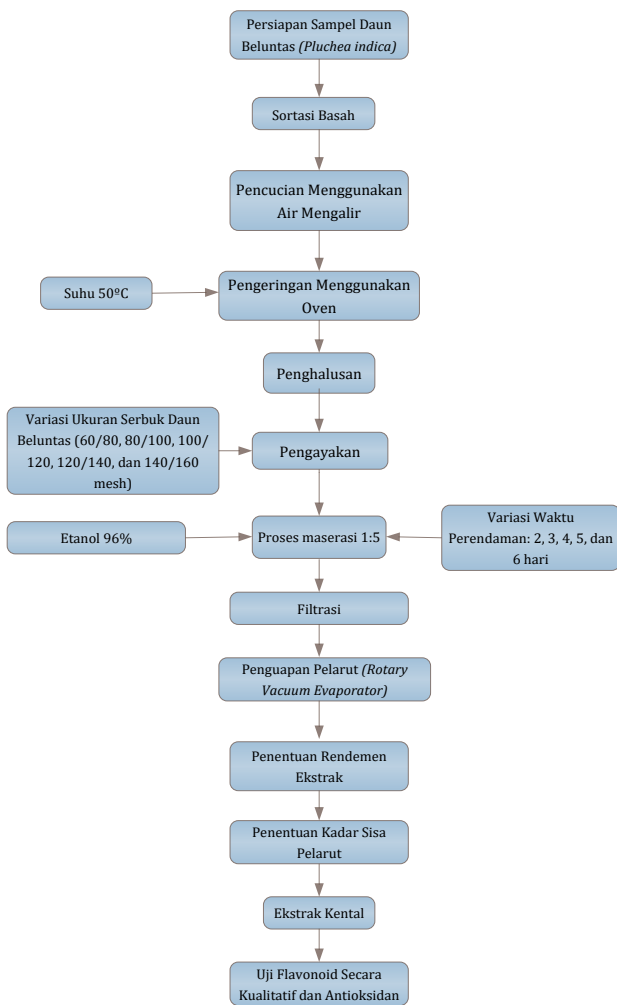 Persiapan Sampel Daun
Beluntas (Pluchea indica)
Sortasi Basah
Pencucian Menggunakan
Air Mengalir
Suhu 50ºC
Pengeringan Menggunakan
Oven
Penghalusan
Variasi Ukuran Serbuk Daun
Beluntas (60/80, 80/100, 100/
120, 120/140, dan 140/160
mesh)
Pengayakan
Etanol 96%
Proses maserasi 1:5
Variasi Waktu
Perendaman: 2, 3, 4, 5, dan
6 hari
Filtrasi
Penguapan Pelarut (Rotary
Vacuum Evaporator)
Penentuan Rendemen
Ekstrak
Penentuan Kadar Sisa
Pelarut
Ekstrak Kental
Uji Flavonoid Secara
Kualitatif dan Antioksidan